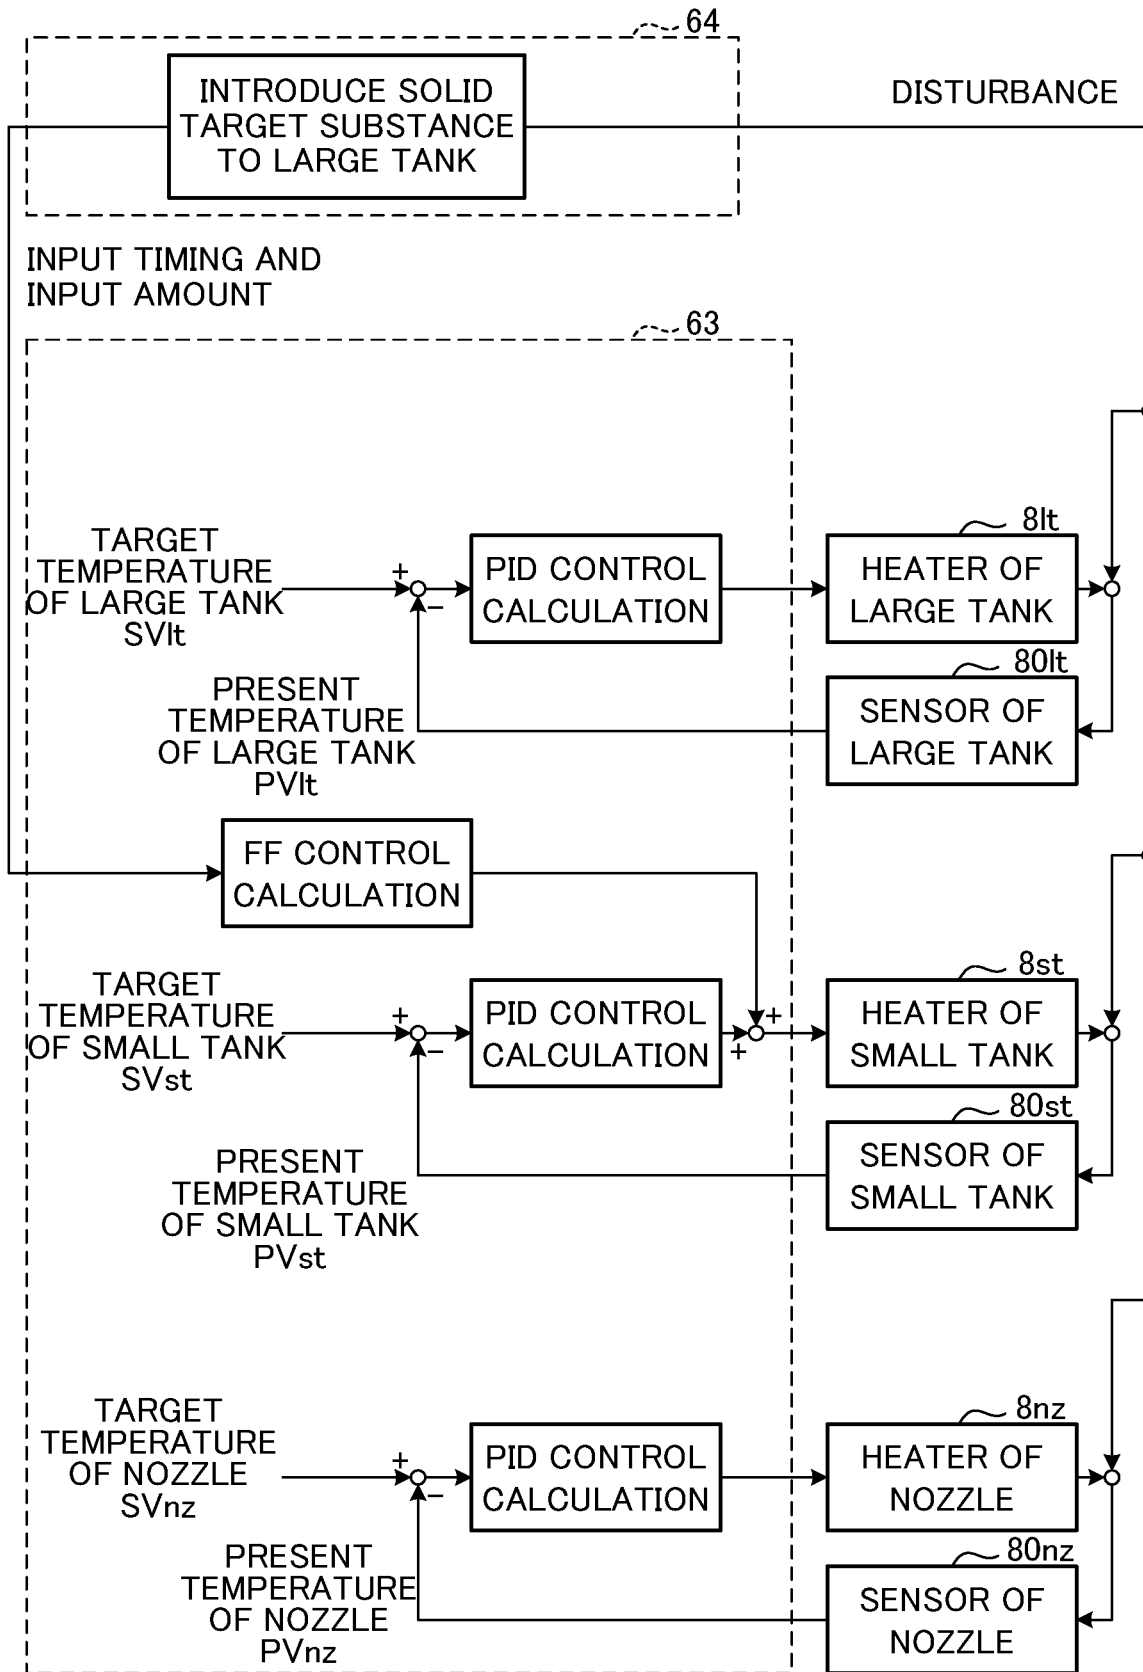 64
INTRODUCE SOLID
TARGET SUBSTANCE
TO LARGE TANK
DISTURBANCE
INPUT TIMING AND
INPUT AMOUNT
63
TARGET
TEMPERATURE
OF LARGE TANK
SVlt
+
−
PID CONTROL
CALCULATION
8lt
HEATER OF
LARGE TANK
80lt
SENSOR OF
LARGE TANK
PRESENT
TEMPERATURE
OF LARGE TANK
PVlt
FF CONTROL
CALCULATION
TARGET
TEMPERATURE
OF SMALL TANK
SVst
+
−
PID CONTROL
CALCULATION
+
+
8st
HEATER OF
SMALL TANK
80st
SENSOR OF
SMALL TANK
PRESENT
TEMPERATURE
OF SMALL TANK
PVst
TARGET
TEMPERATURE
OF NOZZLE
SVnz
+
−
PID CONTROL
CALCULATION
8nz
HEATER OF
NOZZLE
80nz
SENSOR OF
NOZZLE
PRESENT
TEMPERATURE
OF NOZZLE
PVnz